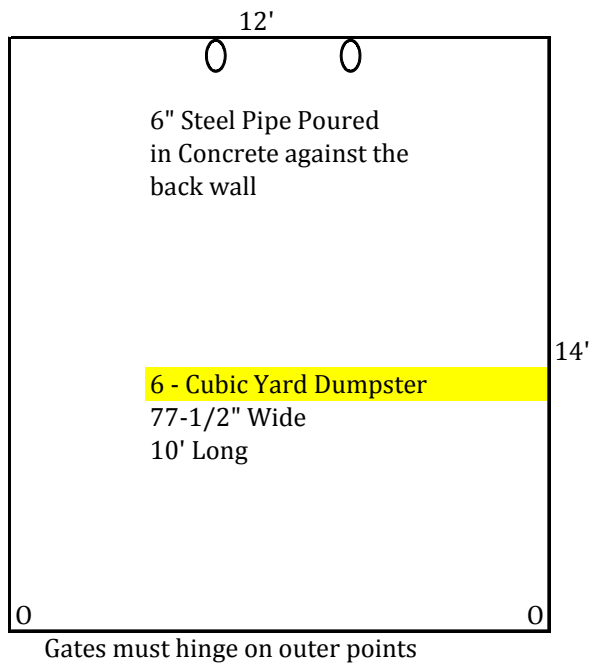 12'
6" Steel Pipe Poured
in Concrete against the
back wall
14'
6 - Cubic Yard Dumpster
77-1/2" Wide
10' Long
O O
Gates must hinge on outer points